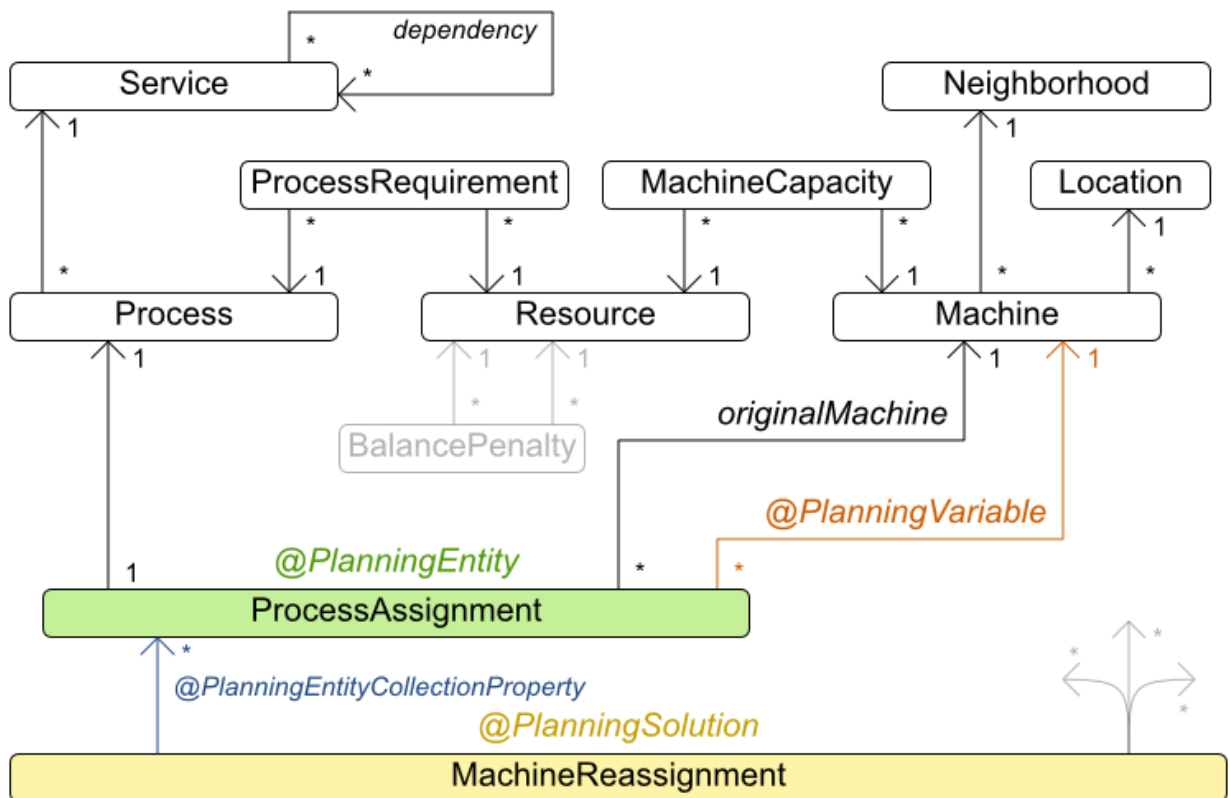 dependency
*
*
Service
Neighborhood
1
1
ProcessRequirement
MachineCapacity
Location
*
*
*
*
1
*
1
1
1
1
*
*
Process
Resource
Machine
1
1
1
1
1
*
*
originalMachine
BalancePenalty
@PlanningVariable
@PlanningEntity
1
*
*
ProcessAssignment
*
*
*
@PlanningEntityCollectionProperty
*
@PlanningSolution
MachineReassignment